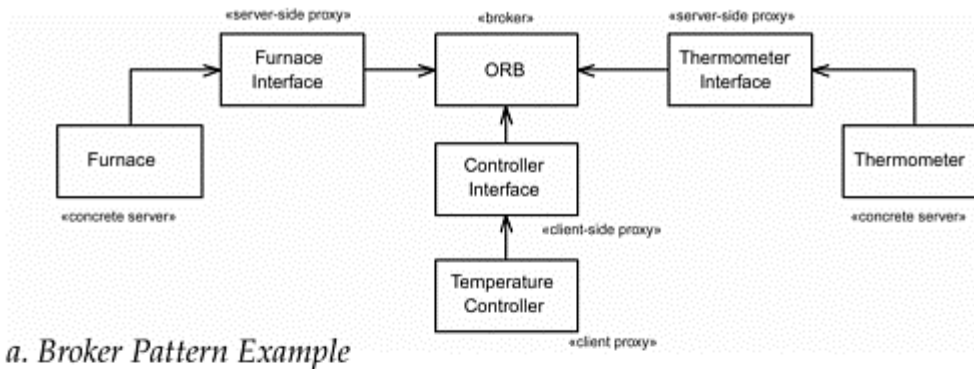 «server-side proxy»
«broker»
«server-side proxy»
Furnace
Interface
ORB
Thermometer
Interface
Furnace
Controller
Interface
Thermometer
«concrete server»
«client-side proxy»
«concrete server»
Temperature
Controller
«client proxy»
a. Broker Pattern Example